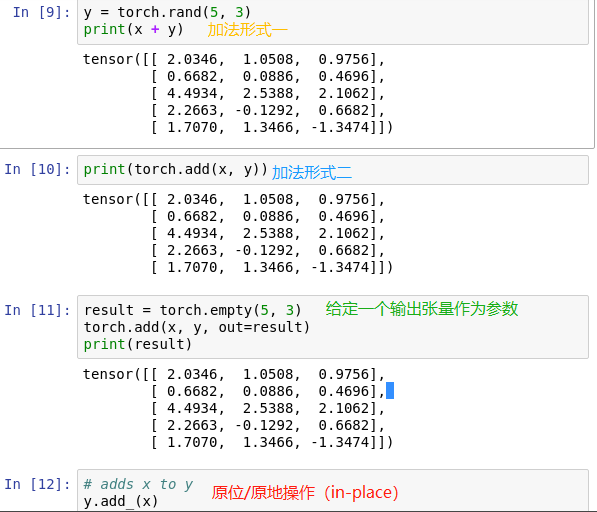 In [9]: y = torch.rand(5, 3)
print(x + y) 加法形式一
tensor([[ 2.0346,  1.0508,  0.9756],
        [ 0.6682,  0.0886,  0.4696],
        [ 4.4934,  2.5388,  2.1062],
        [ 2.2663, -0.1292,  0.6682],
        [ 1.7070,  1.3466, -1.3474]])
In [10]: print(torch.add(x, y)) 加法形式二
tensor([[ 2.0346,  1.0508,  0.9756],
        [ 0.6682,  0.0886,  0.4696],
        [ 4.4934,  2.5388,  2.1062],
        [ 2.2663, -0.1292,  0.6682],
        [ 1.7070,  1.3466, -1.3474]])
In [11]: result = torch.empty(5, 3) 给定一个输出张量作为参数
torch.add(x, y, out=result)
print(result)
tensor([[ 2.0346,  1.0508,  0.9756],
        [ 0.6682,  0.0886,  0.4696],
        [ 4.4934,  2.5388,  2.1062],
        [ 2.2663, -0.1292,  0.6682],
        [ 1.7070,  1.3466, -1.3474]])
In [12]: # adds x to y
y.add_(x) 原位/原地操作（in-place）